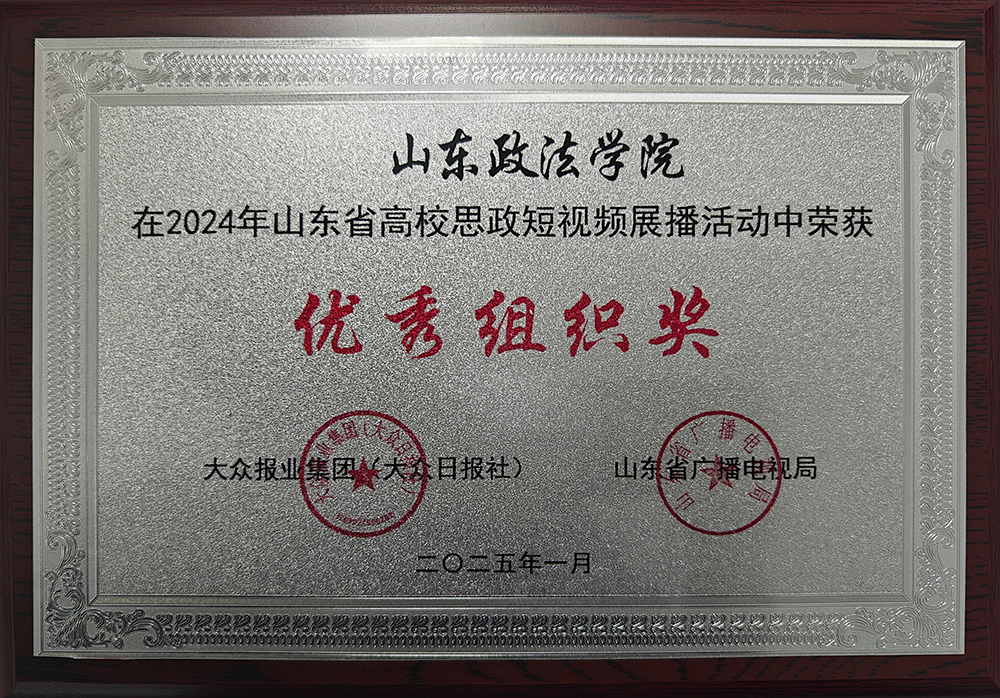 山东政法学院
在2024年山东省高校思政短视频展播活动中荣获
优秀组织奖
大众报业集团（大众日报社） 山东省广播电视局
二〇二五年一月